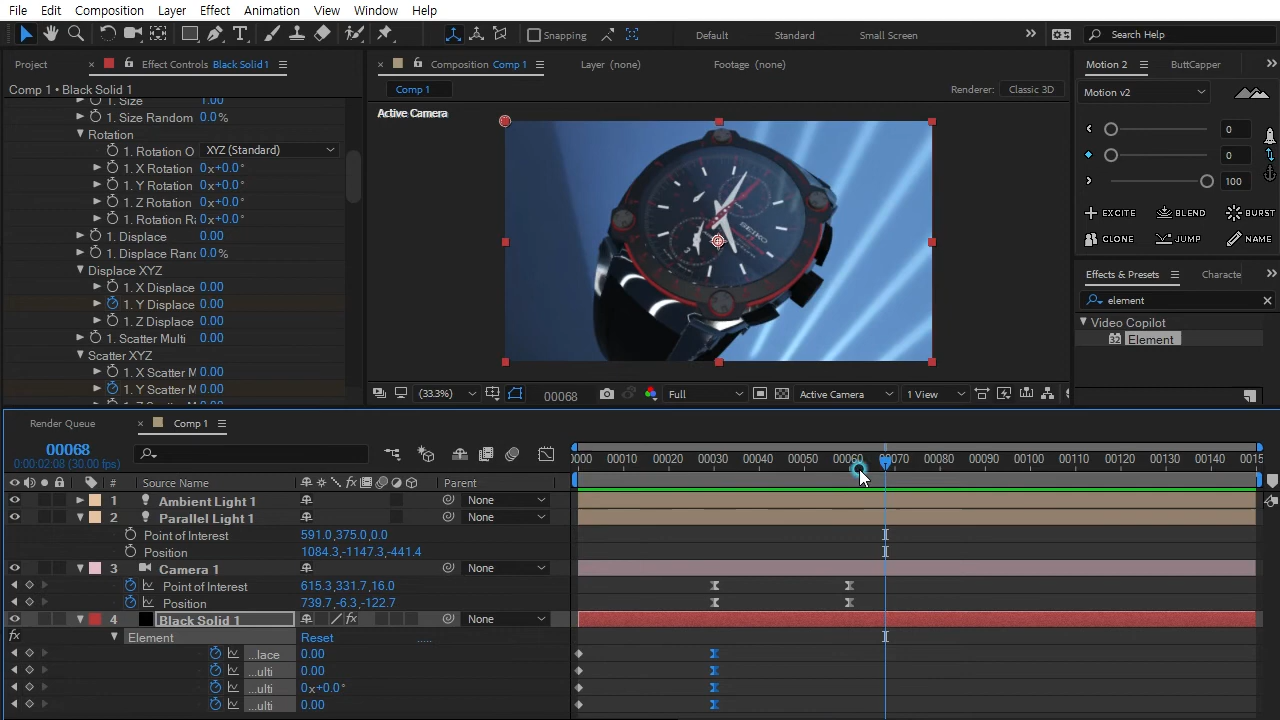 File Edit Composition Layer Effect Animation Window Help
Snapping Default Standard Small Screen Search Help
Project Effect Controls Black Solid 1
Comp 1 • Black Solid 1
1. Size 1.00
1. Size Random 0.0%
Rotation
1. Rotation O XYZ (Standard)
1. X Rotation 0x+0.0°
1. Y Rotation 0x+0.0°
1. Z Rotation 0x+0.0°
1. Rotation Ra 0x+0.0°
1. Displace 0.00
1. Displace Rand 0.0%
Displace XYZ
1. X Displace 0.00
1. Y Displace 0.00
1. Z Displace 0.00
1. Scatter Multi 0.00
Scatter XYZ
1. X Scatter M 0.00
1. Y Scatter M 0.00
Composition Comp 1 Layer (none) Footage (none)
Comp 1 Renderer: Classic 3D
Active Camera
SEIKO
(33.3%) 00068 Full Active Camera 1 View
Motion 2 ButtCapper
Motion v2
0
0
100
EXCITE BLEND BURST
CLONE JUMP NAME
Effects & Presets Characte
element
Video Copilot
32 Element
Render Queue Comp 1
00068
0:00:02:08 (30.00 fps)
0000 00010 00020 00030 00040 00050 00060 00070 00080 00090 00100 00110 00120 00130 00140 0015
# Source Name Parent
1 Ambient Light 1 None
2 Parallel Light 1 None
Point of Interest 591.0,375.0,0.0
Position 1084.3,-1147.3,-441.4
3 Camera 1 None
Point of Interest 615.3,331.7,16.0
Position 739.7,-6.3,-122.7
4 Black Solid 1 None
Element Reset .....
...lace 0.00
...ulti 0.00
...ulti 0x+0.0°
...ulti 0.00